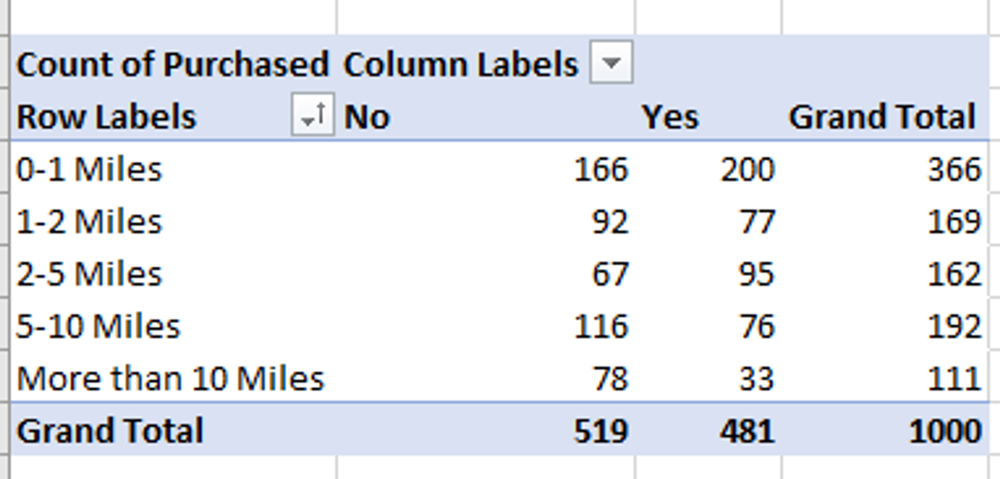 Count of Purchased Column Labels
Row Labels No Yes Grand Total
0-1 Miles 166 200 366
1-2 Miles 92 77 169
2-5 Miles 67 95 162
5-10 Miles 116 76 192
More than 10 Miles 78 33 111
Grand Total 519 481 1000